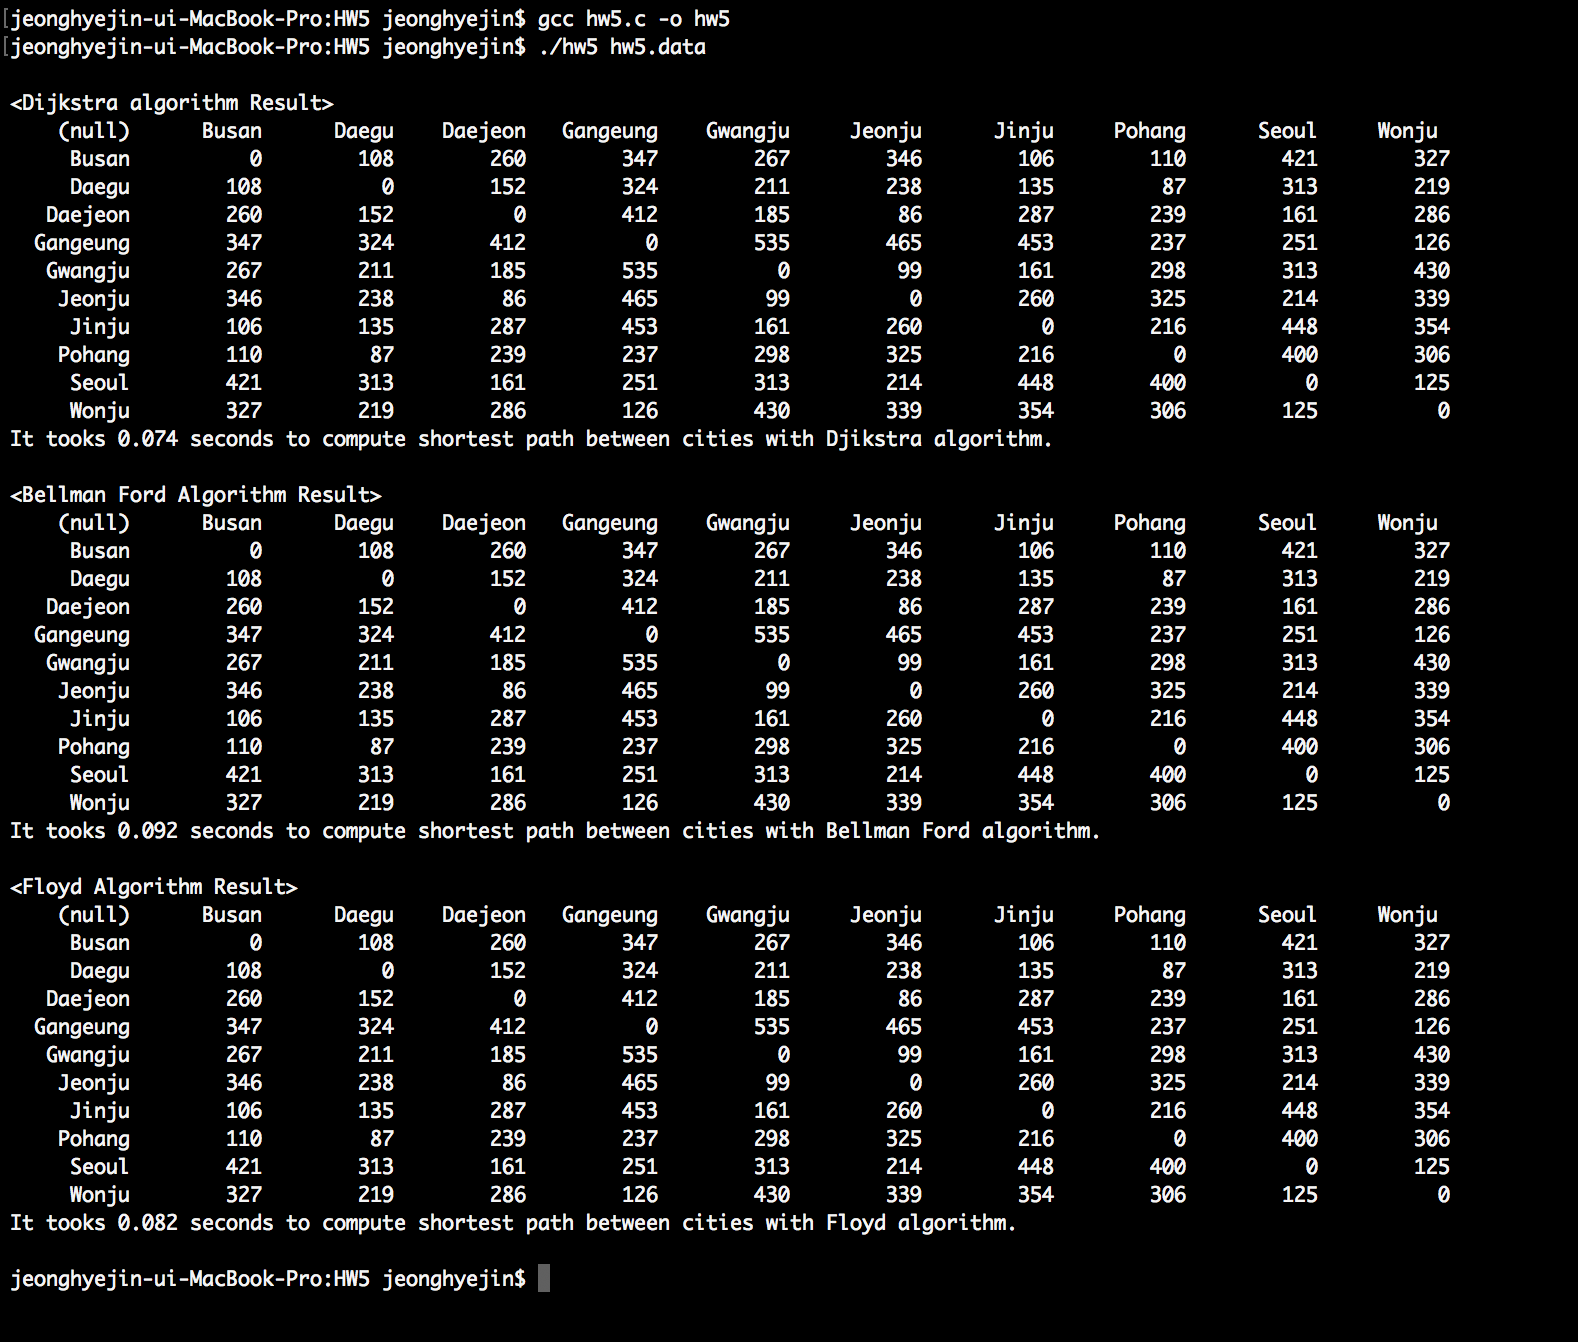 jeonghyejin-ui-MacBook-Pro:HW5 jeonghyejin$ gcc hw5.c -o hw5
jeonghyejin-ui-MacBook-Pro:HW5 jeonghyejin$ ./hw5 hw5.data
<Dijkstra algorithm Result>
(null) Busan Daegu Daejeon Gangeung Gwangju Jeonju Jinju Pohang Seoul Wonju
Busan 0 108 260 347 267 346 106 110 421 327
Daegu 108 0 152 324 211 238 135 87 313 219
Daejeon 260 152 0 412 185 86 287 239 161 286
Gangeung 347 324 412 0 535 465 453 237 251 126
Gwangju 267 211 185 535 0 99 161 298 313 430
Jeonju 346 238 86 465 99 0 260 325 214 339
Jinju 106 135 287 453 161 260 0 216 448 354
Pohang 110 87 239 237 298 325 216 0 400 306
Seoul 421 313 161 251 313 214 448 400 0 125
Wonju 327 219 286 126 430 339 354 306 125 0
It tooks 0.074 seconds to compute shortest path between cities with Djikstra algorithm.
<Bellman Ford Algorithm Result>
(null) Busan Daegu Daejeon Gangeung Gwangju Jeonju Jinju Pohang Seoul Wonju
Busan 0 108 260 347 267 346 106 110 421 327
Daegu 108 0 152 324 211 238 135 87 313 219
Daejeon 260 152 0 412 185 86 287 239 161 286
Gangeung 347 324 412 0 535 465 453 237 251 126
Gwangju 267 211 185 535 0 99 161 298 313 430
Jeonju 346 238 86 465 99 0 260 325 214 339
Jinju 106 135 287 453 161 260 0 216 448 354
Pohang 110 87 239 237 298 325 216 0 400 306
Seoul 421 313 161 251 313 214 448 400 0 125
Wonju 327 219 286 126 430 339 354 306 125 0
It tooks 0.092 seconds to compute shortest path between cities with Bellman Ford algorithm.
<Floyd Algorithm Result>
(null) Busan Daegu Daejeon Gangeung Gwangju Jeonju Jinju Pohang Seoul Wonju
Busan 0 108 260 347 267 346 106 110 421 327
Daegu 108 0 152 324 211 238 135 87 313 219
Daejeon 260 152 0 412 185 86 287 239 161 286
Gangeung 347 324 412 0 535 465 453 237 251 126
Gwangju 267 211 185 535 0 99 161 298 313 430
Jeonju 346 238 86 465 99 0 260 325 214 339
Jinju 106 135 287 453 161 260 0 216 448 354
Pohang 110 87 239 237 298 325 216 0 400 306
Seoul 421 313 161 251 313 214 448 400 0 125
Wonju 327 219 286 126 430 339 354 306 125 0
It tooks 0.082 seconds to compute shortest path between cities with Floyd algorithm.
jeonghyejin-ui-MacBook-Pro:HW5 jeonghyejin$